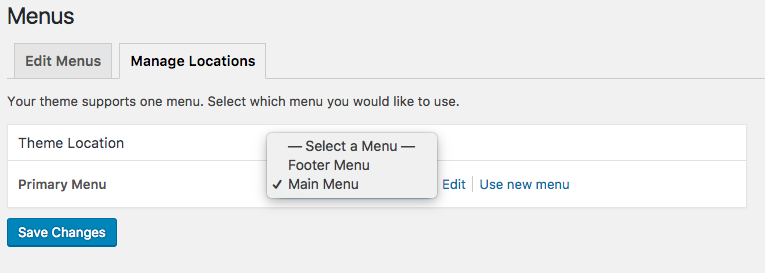 Menus
Edit Menus
Manage Locations
Your theme supports one menu. Select which menu you would like to use.
Theme Location
— Select a Menu —
Footer Menu
✓ Main Menu
Primary Menu
Edit
Use new menu
Save Changes